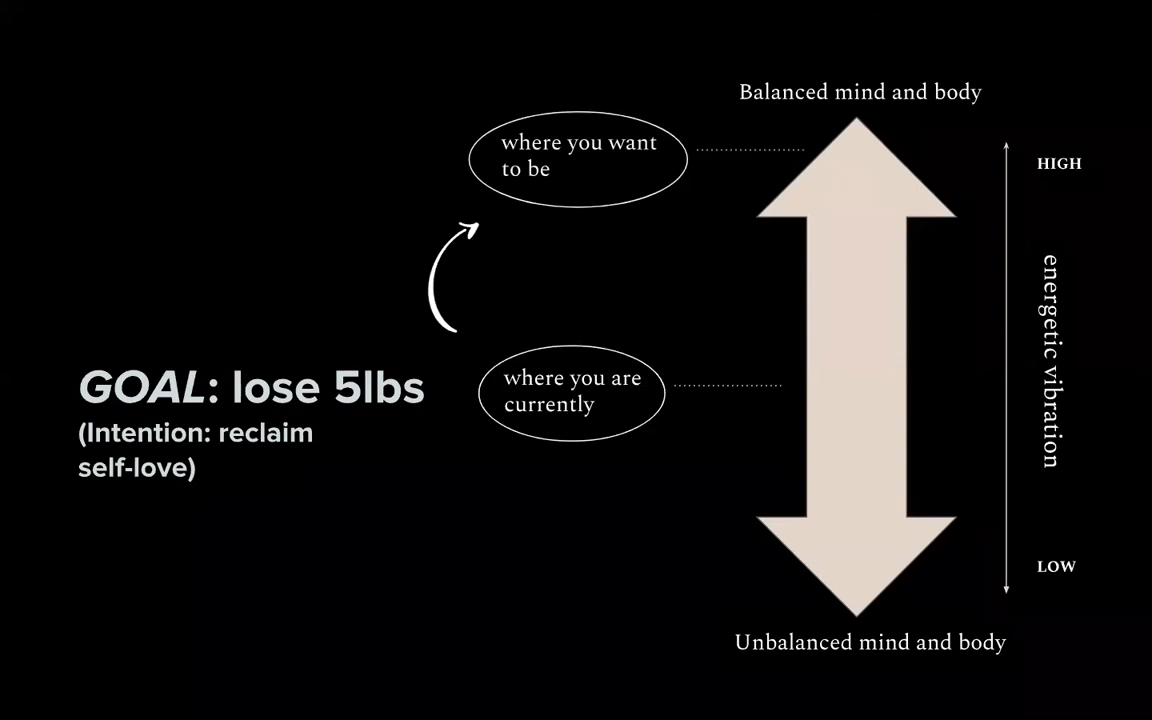 Balanced mind and body
where you want
to be
HIGH
energetic vibration
GOAL: lose 5lbs
(Intention: reclaim
self-love)
where you are
currently
LOW
Unbalanced mind and body